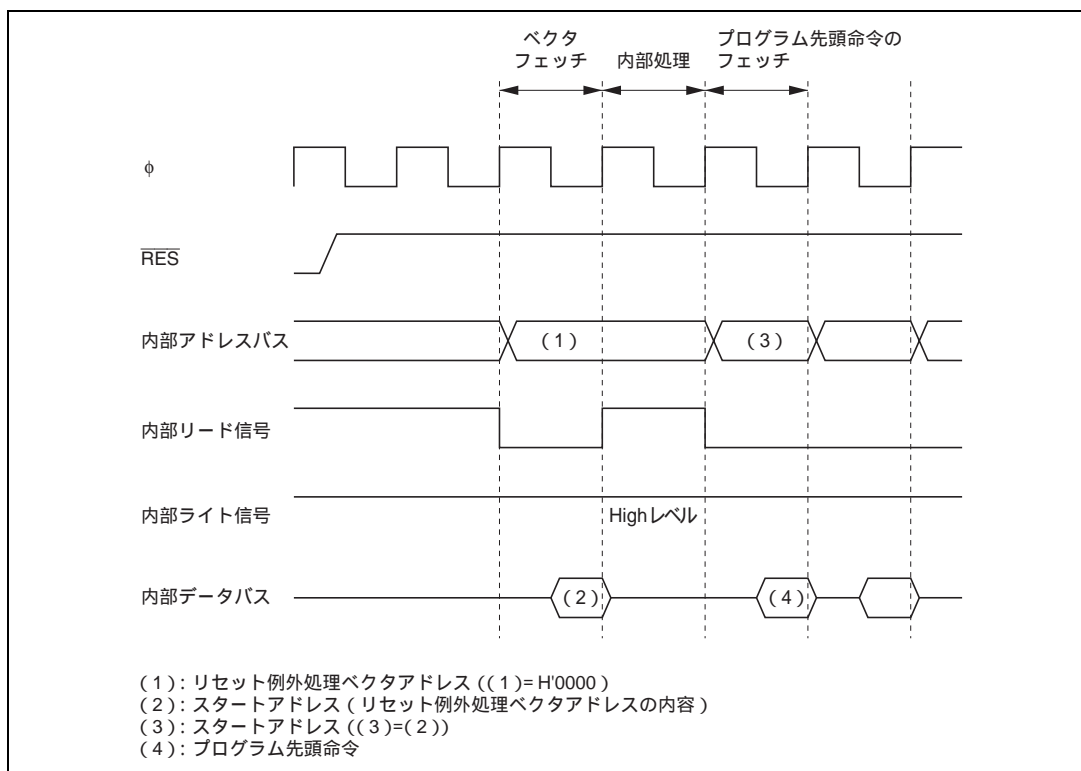 ベクタ
フェッチ
内部処理
プログラム先頭命令の
フェッチ
φ
RES
内部アドレスバス
(1)
(3)
内部リード信号
内部ライト信号
Highレベル
内部データバス
(2)
(4)
(1): リセット例外処理ベクタアドレス ((1)= H'0000)
(2): スタートアドレス (リセット例外処理ベクタアドレスの内容)
(3): スタートアドレス ((3)=(2))
(4): プログラム先頭命令